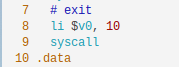 7 # exit
8 li $v0, 10
9 syscall
10 .data